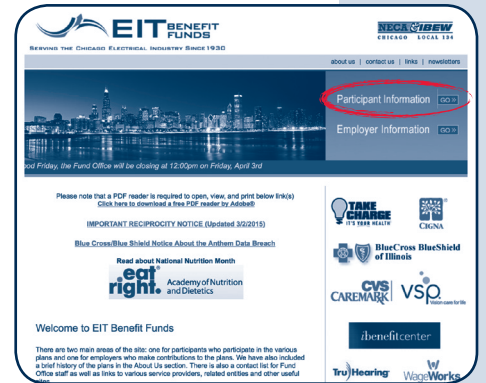 EIT BENEFIT FUNDS
SERVING THE CHICAGO ELECTRICAL INDUSTRY SINCE 1930
NECA IBEW
CHICAGO LOCAL 134
about us | contact us | links | newsletters
Participant Information GO »
Employer Information GO »
ood Friday, the Fund Office will be closing at 12:00pm on Friday, April 3rd
Please note that a PDF reader is required to open, view, and print below link(s)
Click here to download a free PDF reader by Adobe®
IMPORTANT RECIPROCITY NOTICE (Updated 3/2/2015)
Blue Cross/Blue Shield Notice About the Anthem Data Breach
Read about National Nutrition Month
eat right. Academy of Nutrition and Dietetics
TAKE CHARGE
IT'S YOUR HEALTH
CIGNA
BlueCross BlueShield
of Illinois
CVS
CAREMARK
vsp.
Vision care for life
ibenefitcenter
TruHearing
WageWorks
Welcome to EIT Benefit Funds
There are two main areas of the site: one for participants who participate in the various
plans and one for employers who make contributions to the plans. We have also included
a brief history of the plans in the About Us section. There is also a contact list for Fund
Office staff as well as links to various service providers, related entities and other useful